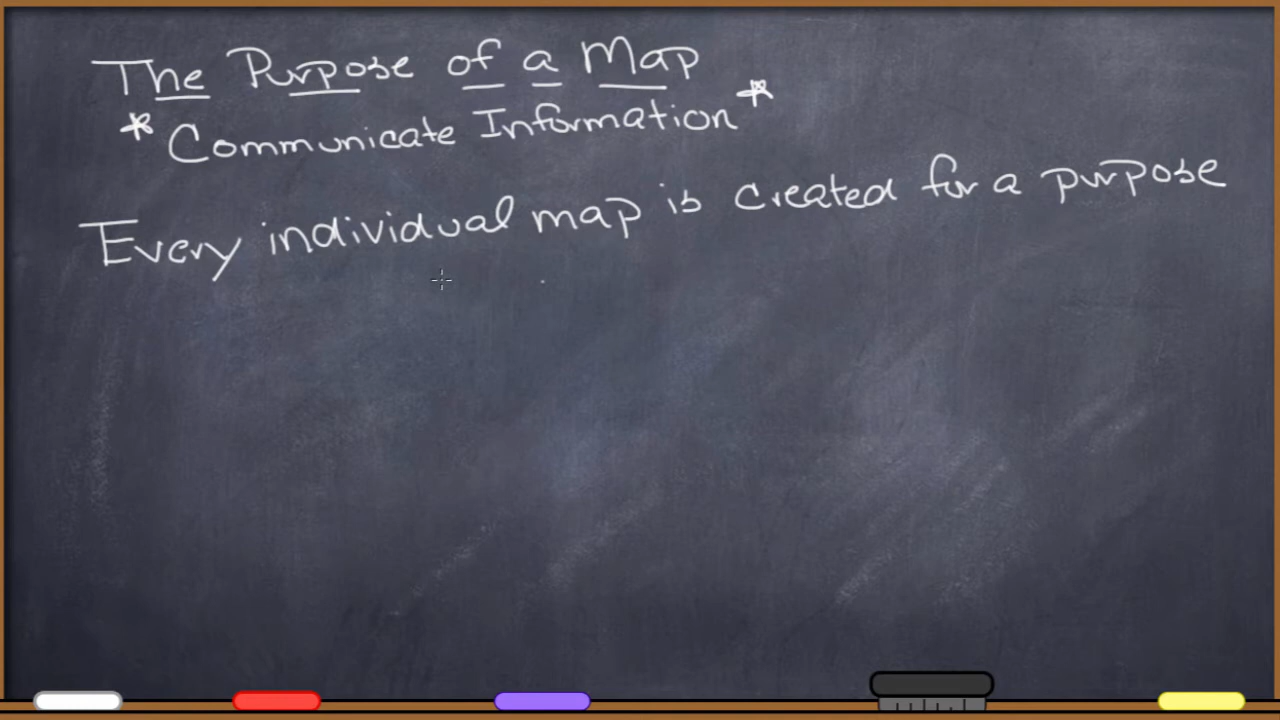 The Purpose of a Map
* Communicate Information *
Every individual map is created for a purpose